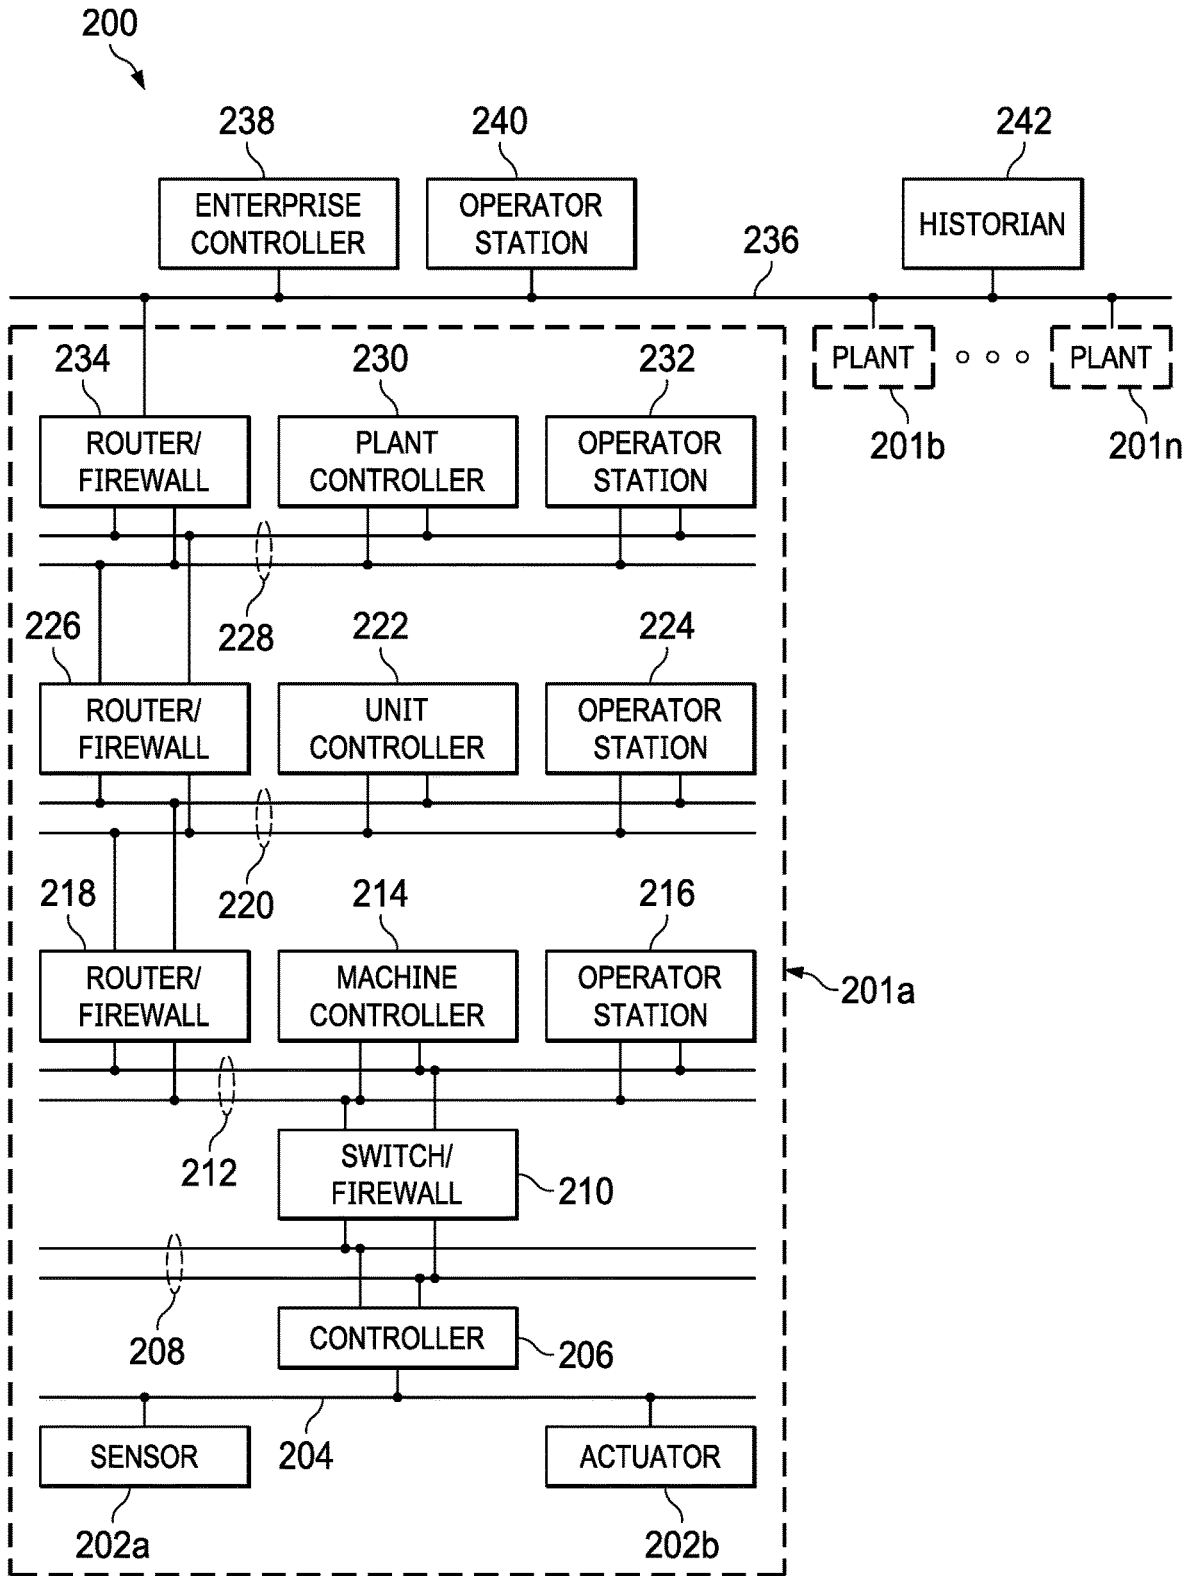 200
238
240
242
ENTERPRISE
CONTROLLER
OPERATOR
STATION
HISTORIAN
236
234
230
232
PLANT
PLANT
201b
201n
ROUTER/
FIREWALL
PLANT
CONTROLLER
OPERATOR
STATION
228
226
222
224
ROUTER/
FIREWALL
UNIT
CONTROLLER
OPERATOR
STATION
220
218
214
216
ROUTER/
FIREWALL
MACHINE
CONTROLLER
OPERATOR
STATION
201a
212
SWITCH/
FIREWALL
210
208
CONTROLLER
206
204
SENSOR
ACTUATOR
202a
202b